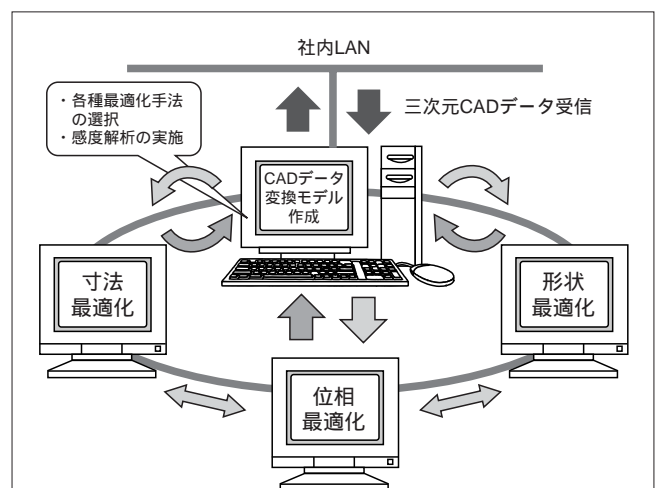 社内LAN
・各種最適化手法
の選択
・感度解析の実施
三次元CADデータ受信
CADデータ
変換モデル
作成
寸法
最適化
形状
最適化
位相
最適化